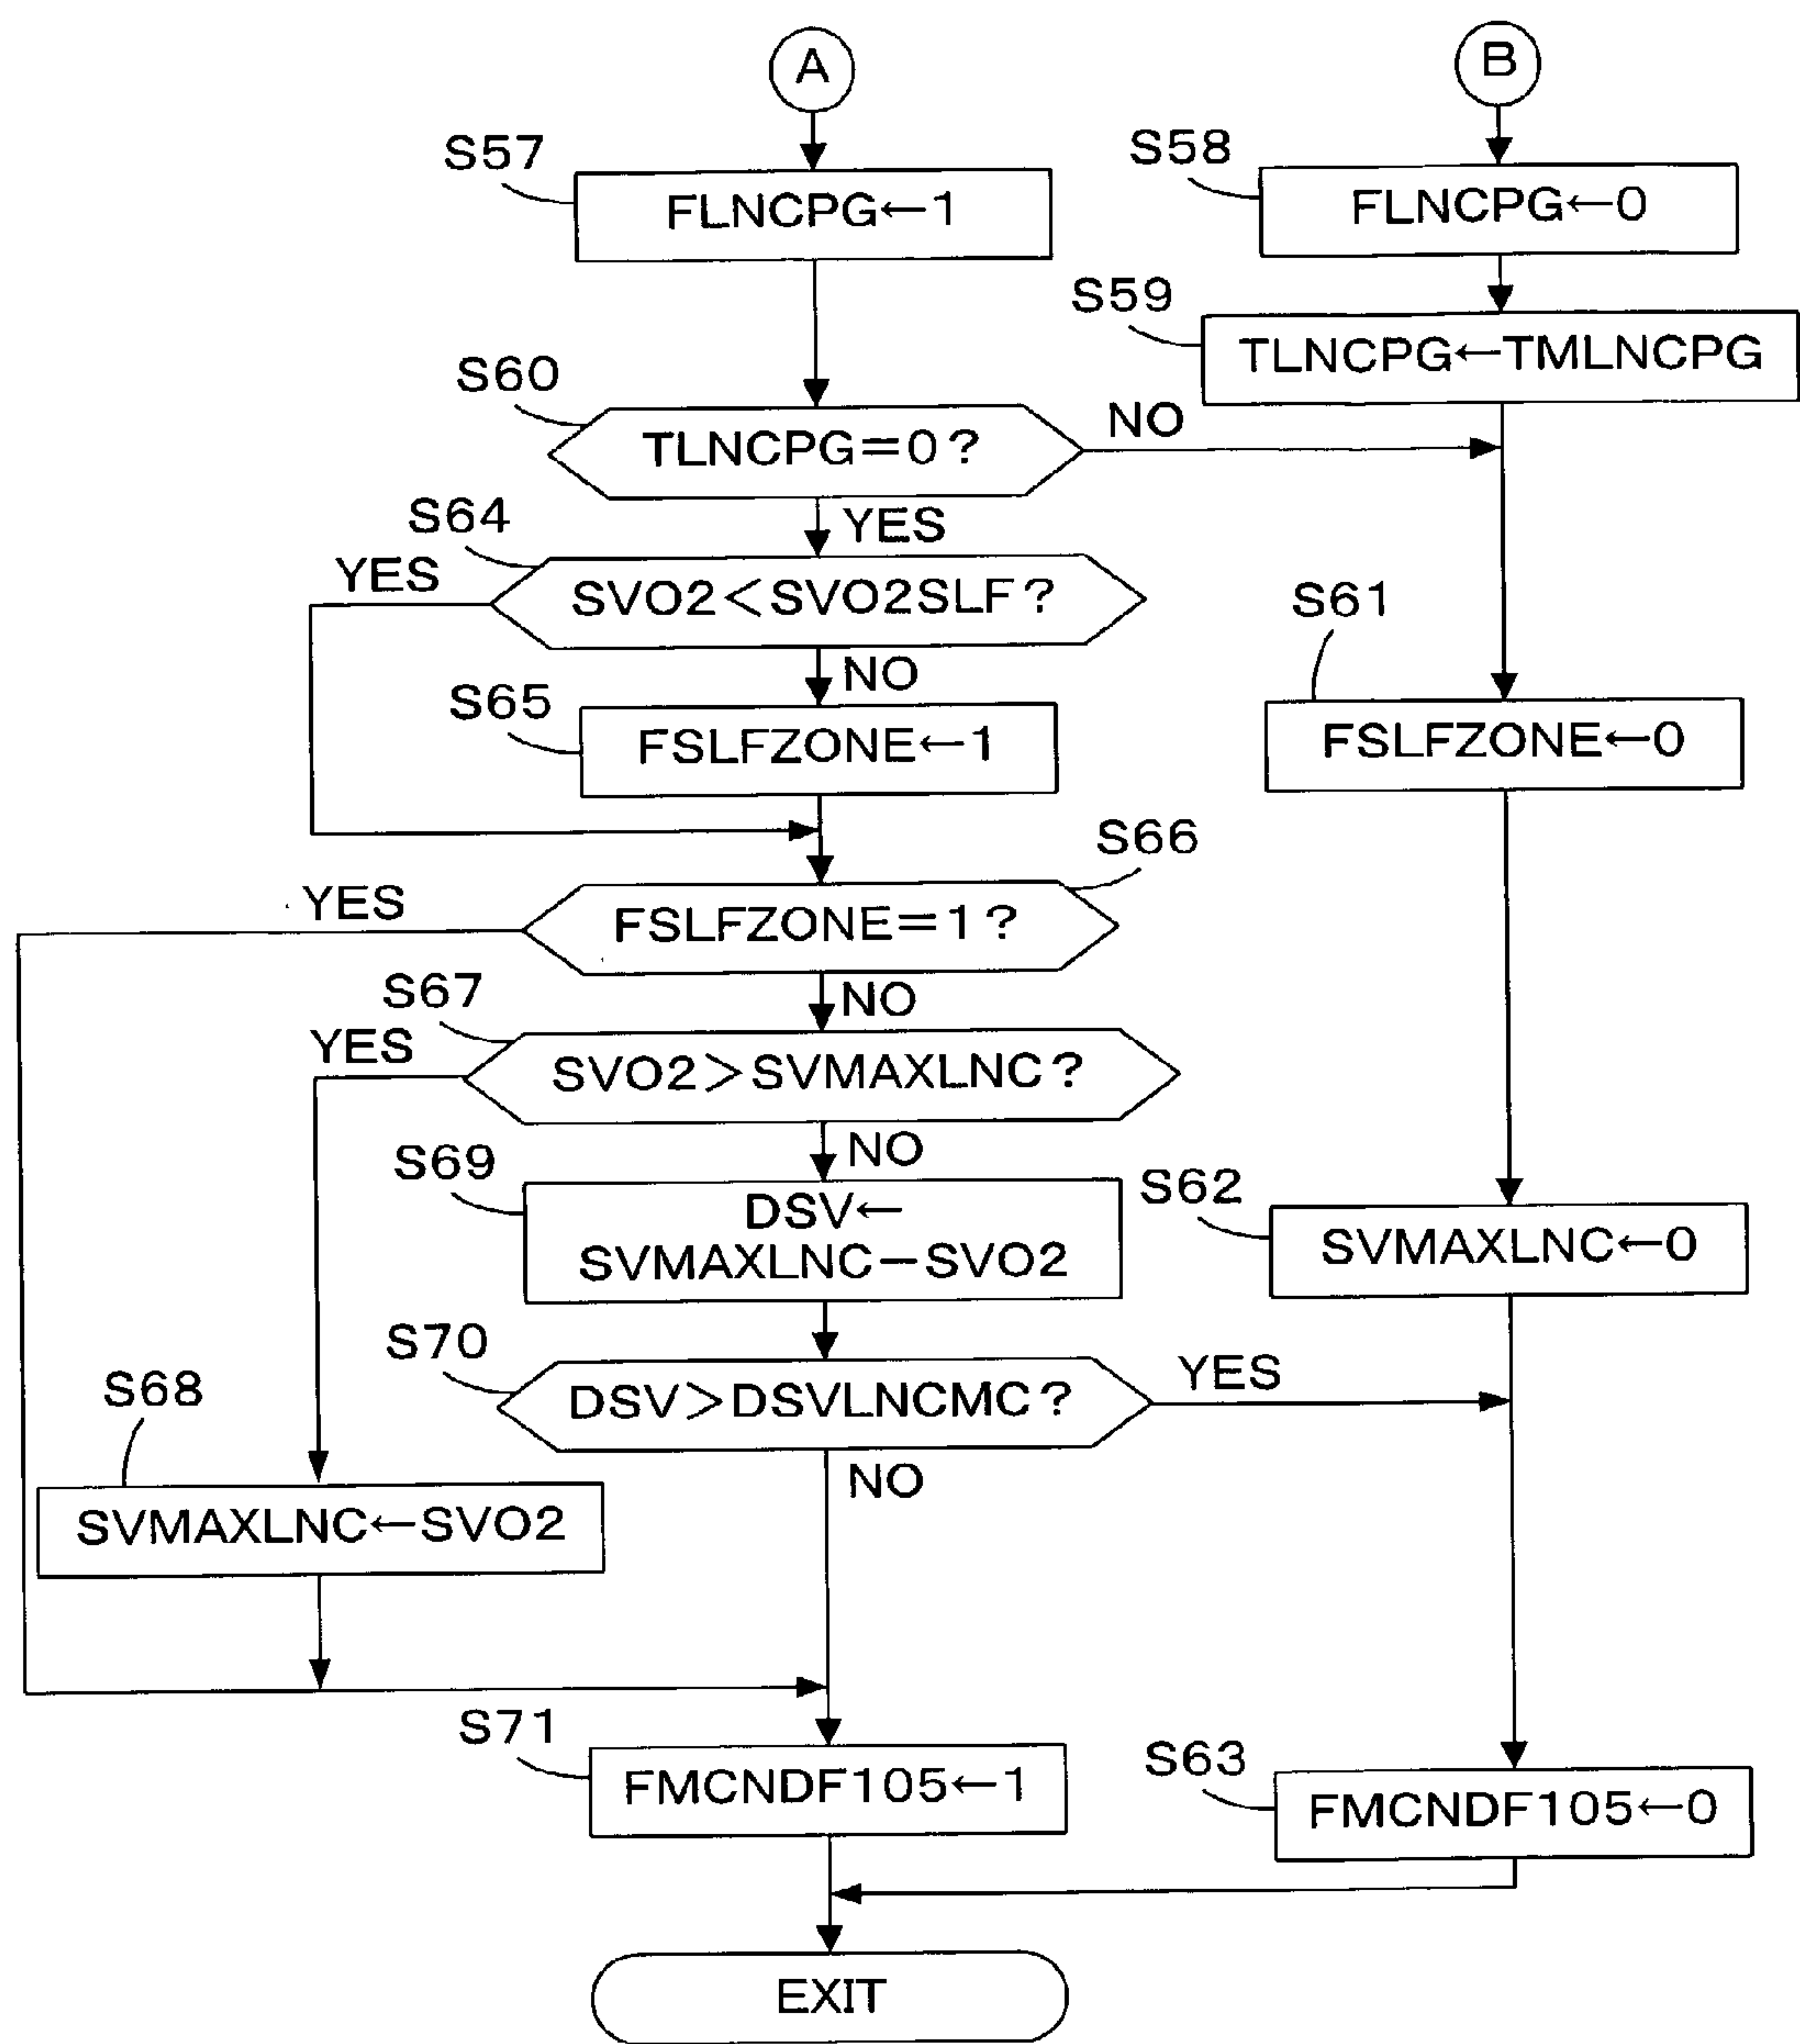 A
B
S57
FLNCPG←1
S58
FLNCPG←0
S59
TLNCPG←TMLNCPG
S60
TLNCPG=0?
NO
YES
S64
YES
SVO2<SVO2SLF?
NO
S61
S65
FSLFZONE←1
FSLFZONE←0
S66
YES
FSLFZONE=1?
NO
S67
YES
SVO2>SVMAXLNC?
NO
S69
DSV←
SVMAXLNC-SVO2
S62
SVMAXLNC←0
S70
DSV>DSVLNCMC?
YES
NO
S68
SVMAXLNC←SVO2
S71
FMCNDF105←1
S63
FMCNDF105←0
EXIT